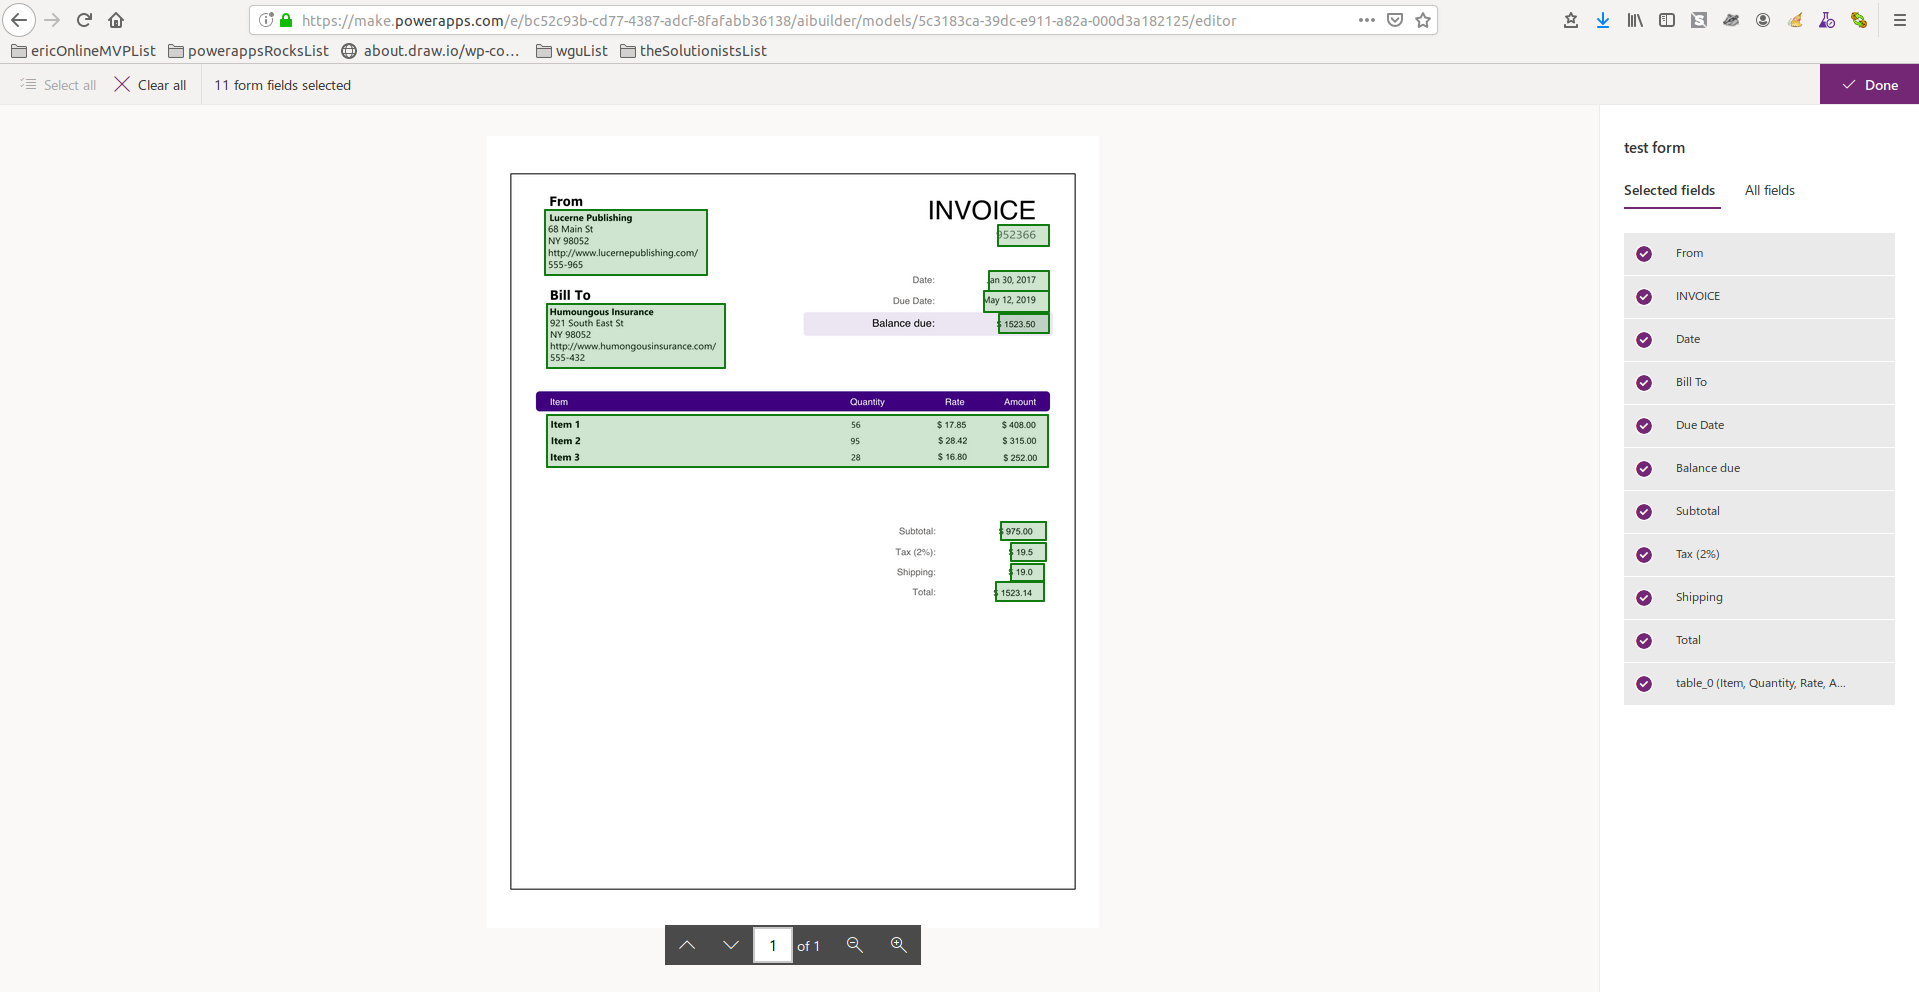 https://make.powerapps.com/e/bc52c93b-cd77-4387-adcf-8fafabb36138/aibuilder/models/5c3183ca-39dc-e911-a82a-000d3a182125/editor
ericOnlineMVPList powerappsRocksList about.draw.io/wp-co... wguList theSolutionistsList
Select all Clear all 11 form fields selected Done
From
Lucerne Publishing
68 Main St
NY 98052
http://www.lucernepublishing.com/
555-965
INVOICE
952366
Date: Jan 30, 2017
Due Date: May 12, 2019
Balance due: $ 1523.50
Bill To
Humoungous Insurance
921 South East St
NY 98052
http://www.humongousinsurance.com/
555-432
Item Quantity Rate Amount
Item 1 56 $ 17.85 $ 408.00
Item 2 95 $ 28.42 $ 315.00
Item 3 28 $ 16.80 $ 252.00
Subtotal: $ 975.00
Tax (2%): $ 19.5
Shipping: $ 19.0
Total: $ 1523.14
1 of 1
test form
Selected fields All fields
From
INVOICE
Date
Bill To
Due Date
Balance due
Subtotal
Tax (2%)
Shipping
Total
table_0 (Item, Quantity, Rate, A...